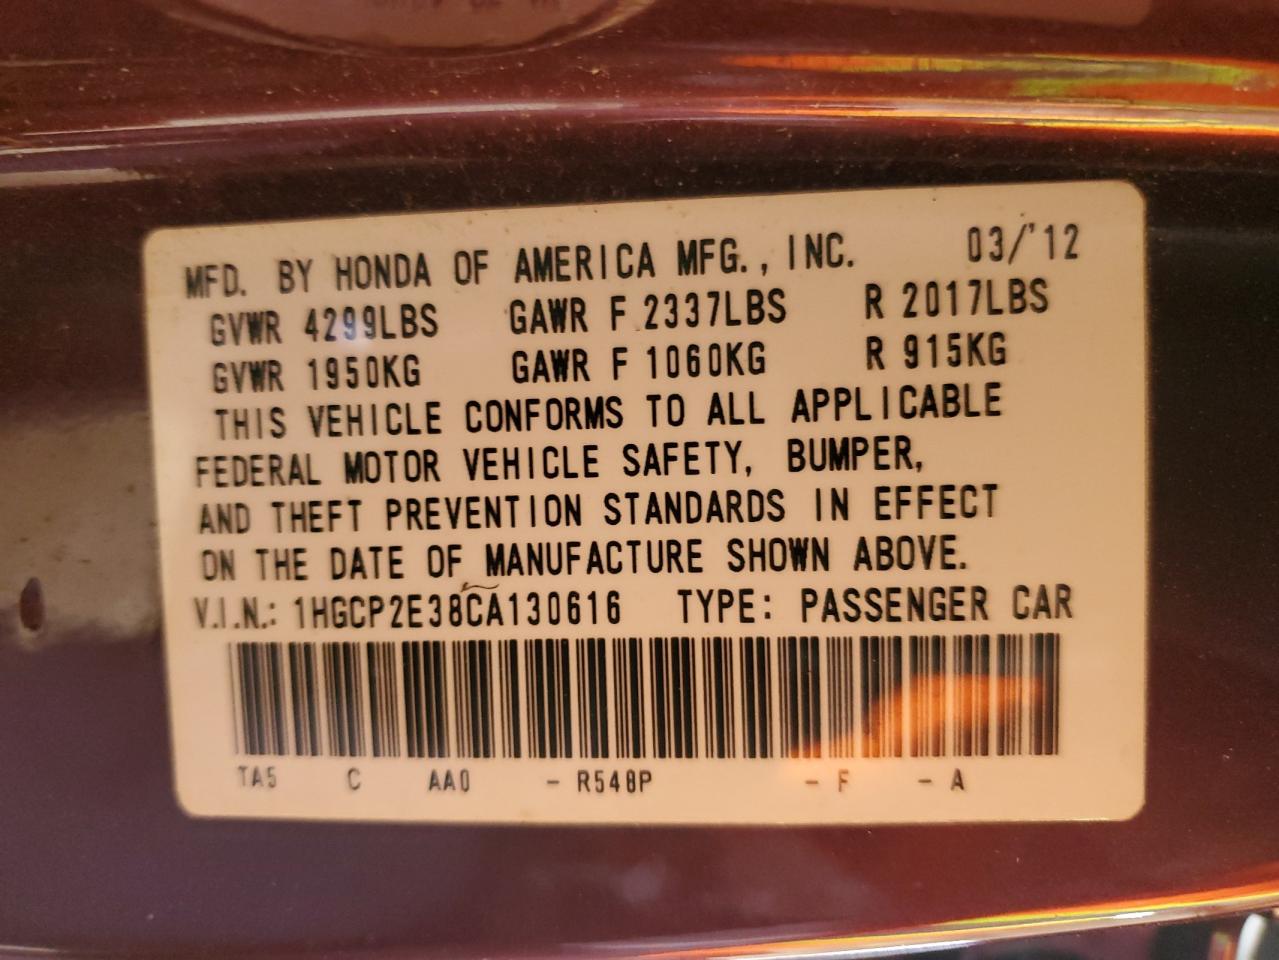 MFD. BY HONDA OF AMERICA MFG., INC. 03/'12
GVWR 4299LBS GAWR F 2337LBS R 2017LBS
GVWR 1950KG GAWR F 1060KG R 915KG
THIS VEHICLE CONFORMS TO ALL APPLICABLE
FEDERAL MOTOR VEHICLE SAFETY, BUMPER,
AND THEFT PREVENTION STANDARDS IN EFFECT
ON THE DATE OF MANUFACTURE SHOWN ABOVE.
V.I.N.: 1HGCP2E38CA130616 TYPE: PASSENGER CAR
TA5 C AA0 - R548P - F - A